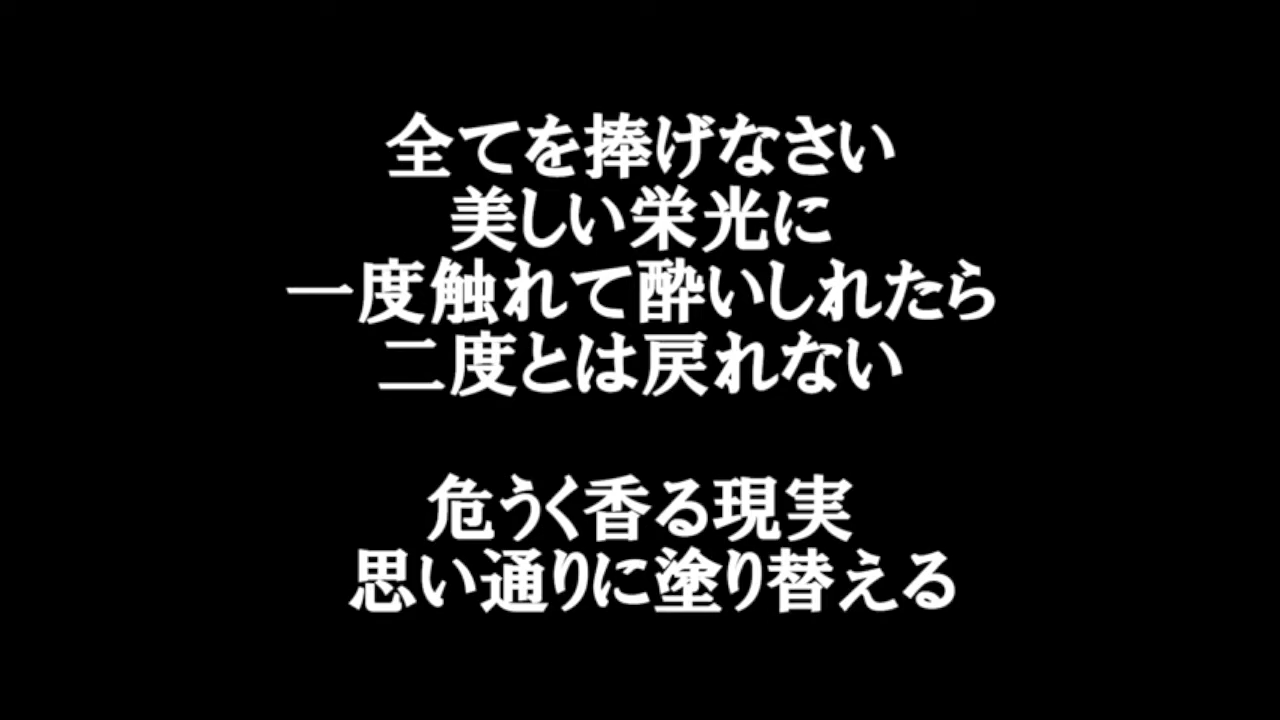 全てを捧げなさい
美しい栄光に
一度触れて酔いしれたら
二度とは戻れない
危うく香る現実
思い通りに塗り替える